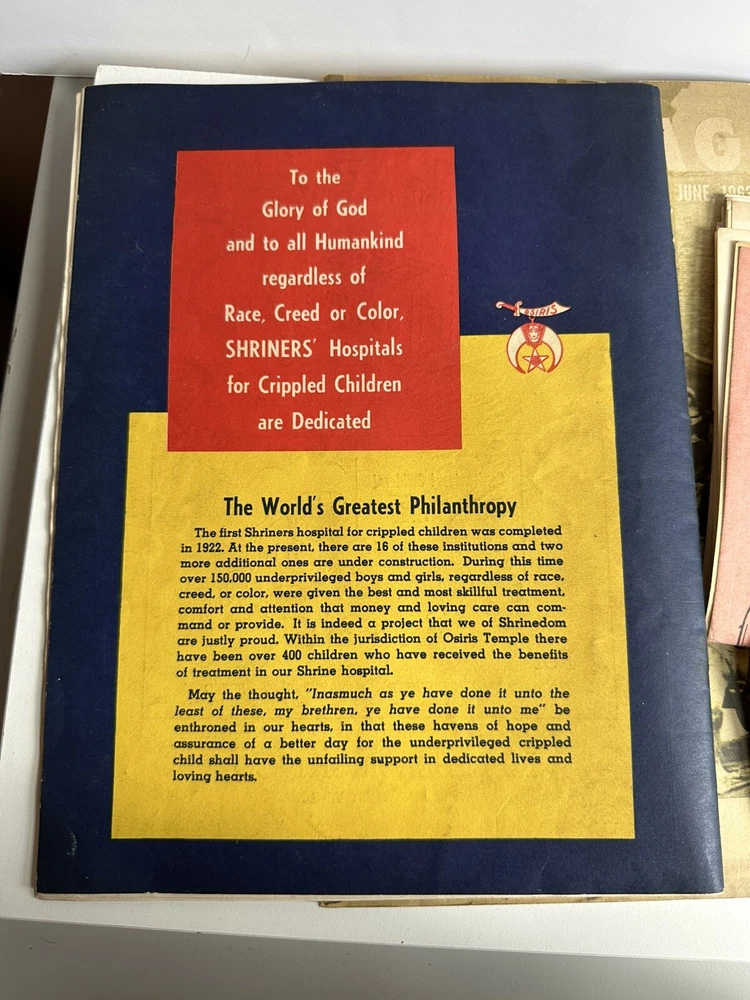 AG
JUNE, 1963
To the
Glory of God
and to all Humankind
regardless of
Race, Creed or Color,
SHRINERS' Hospitals
for Crippled Children
are Dedicated
OSIRIS
The World's Greatest Philanthropy
The first Shriners hospital for crippled children was completed
in 1922. At the present, there are 16 of these institutions and two
more additional ones are under construction. During this time
over 150,000 underprivileged boys and girls, regardless of race,
creed, or color, were given the best and most skillful treatment,
comfort and attention that money and loving care can com-
mand or provide. It is indeed a project that we of Shrinedom
are justly proud. Within the jurisdiction of Osiris Temple there
have been over 400 children who have received the benefits
of treatment in our Shrine hospital.
May the thought, "Inasmuch as ye have done it unto the
least of these, my brethren, ye have done it unto me" be
enthroned in our hearts, in that these havens of hope and
assurance of a better day for the underprivileged crippled
child shall have the unfailing support in dedicated lives and
loving hearts.